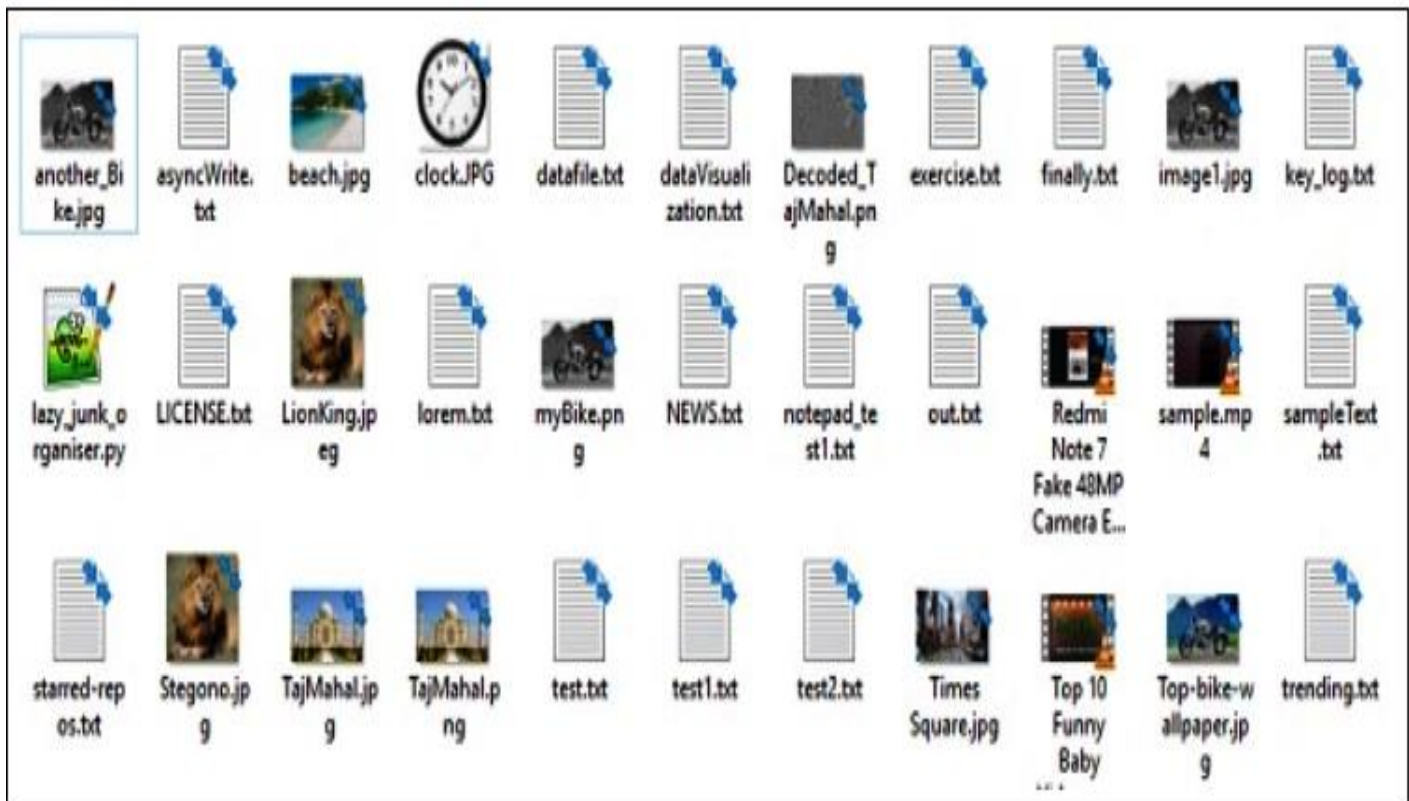 another_Bi
ke.jpg
asyncWrite.
txt
beach.jpg
clock.JPG
datafile.txt
dataVisuali
zation.txt
Decoded_T
ajMahal.pn
g
exercise.txt
finally.txt
image1.jpg
key_log.txt
lazy_junk_o
rganiser.py
LICENSE.txt
LionKing.jp
eg
lorem.txt
myBike.pn
g
NEWS.txt
notepad_te
st1.txt
out.txt
Redmi
Note 7
Fake 48MP
Camera E...
sample.mp
4
sampleText
.txt
starred-rep
os.txt
Stegono.jp
g
TajMahal.jp
g
TajMahal.p
ng
test.txt
test1.txt
test2.txt
Times
Square.jpg
Top 10
Funny
Baby
Top-bike-w
allpaper.jp
g
trending.txt